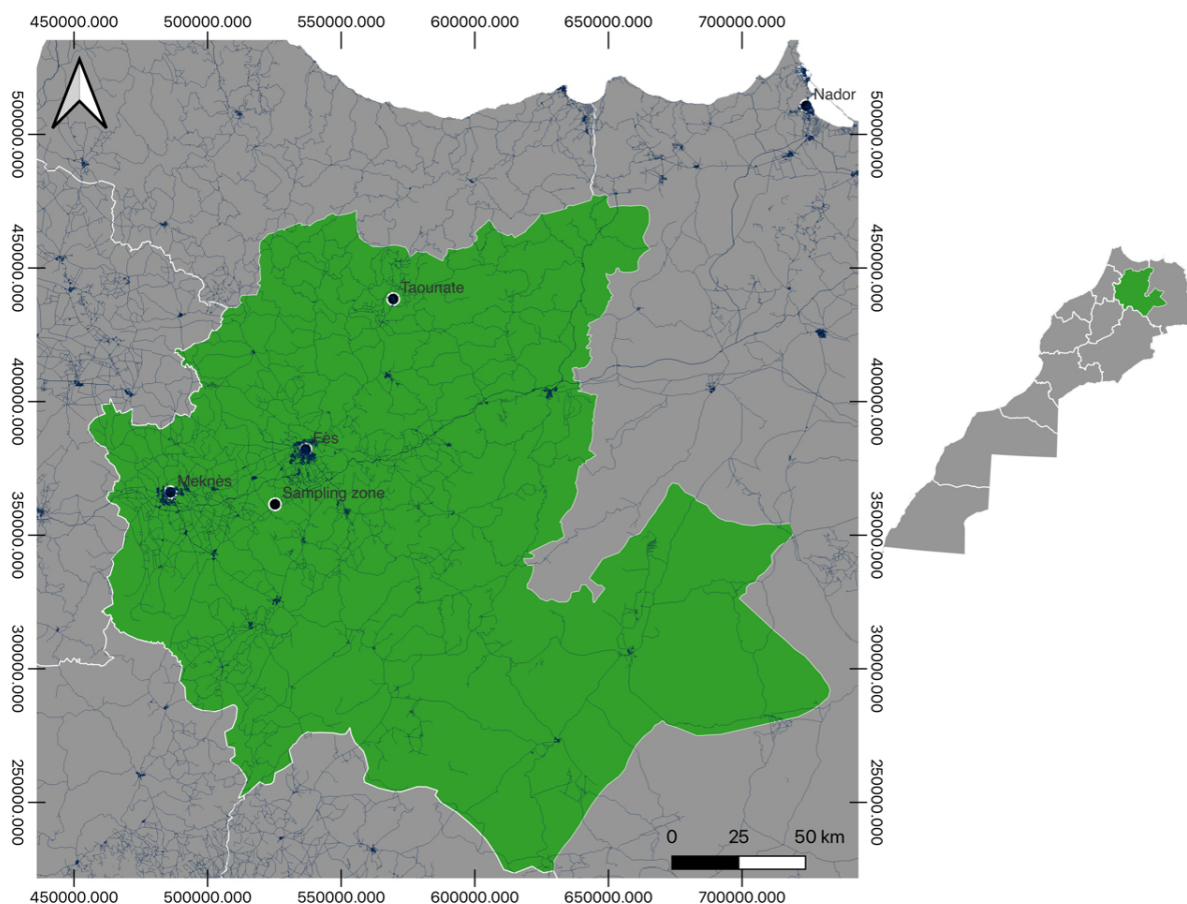 450000.000 500000.000 550000.000 600000.000 650000.000 700000.000
Nador
500000.000 500000.000
450000.000 450000.000
Taounate
400000.000 400000.000
Fès
Meknès
Sampling zone
350000.000 350000.000
300000.000 300000.000
250000.000 250000.000
0 25 50 km
450000.000 500000.000 550000.000 600000.000 650000.000 700000.000